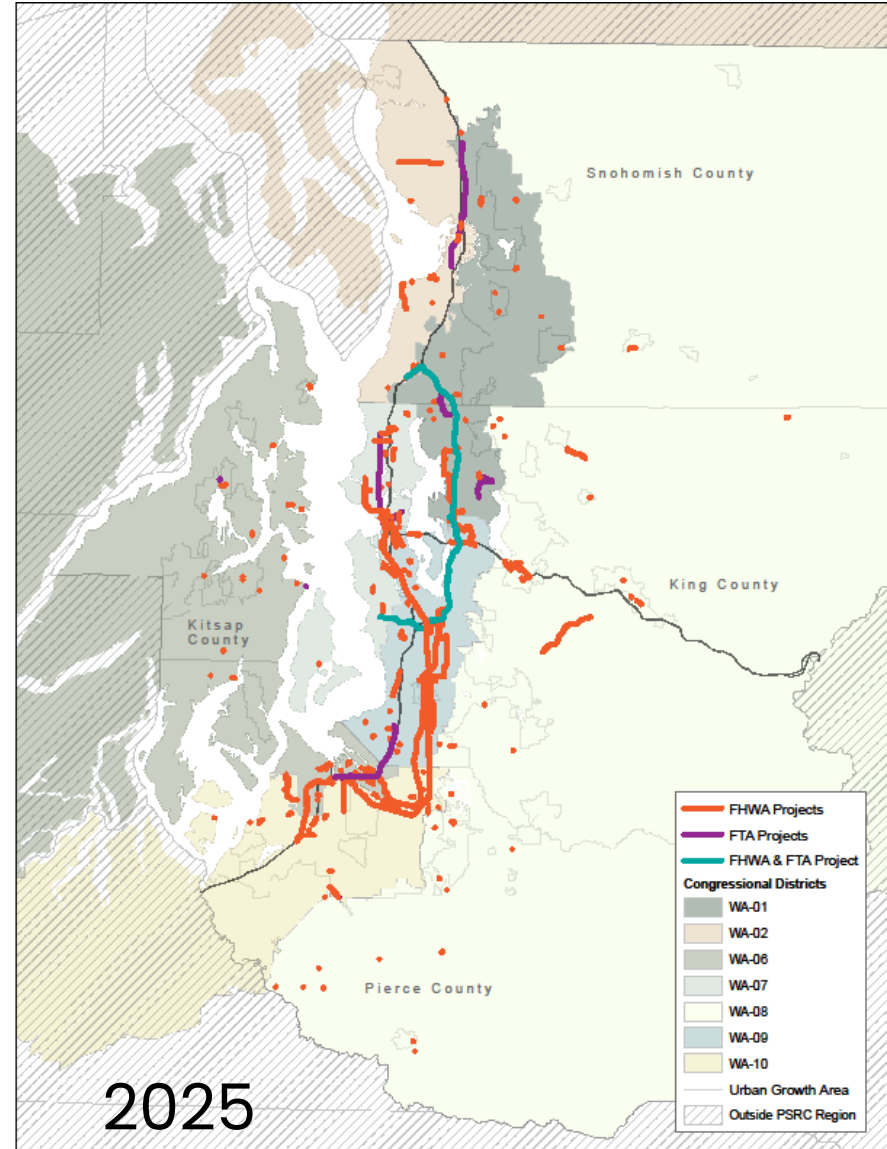 Snohomish County
King County
Kitsap
County
Pierce County
FHWA Projects
FTA Projects
FHWA & FTA Project
Congressional Districts
WA-01
WA-02
WA-06
WA-07
WA-08
WA-09
WA-10
Urban Growth Area
Outside PSRC Region
2025